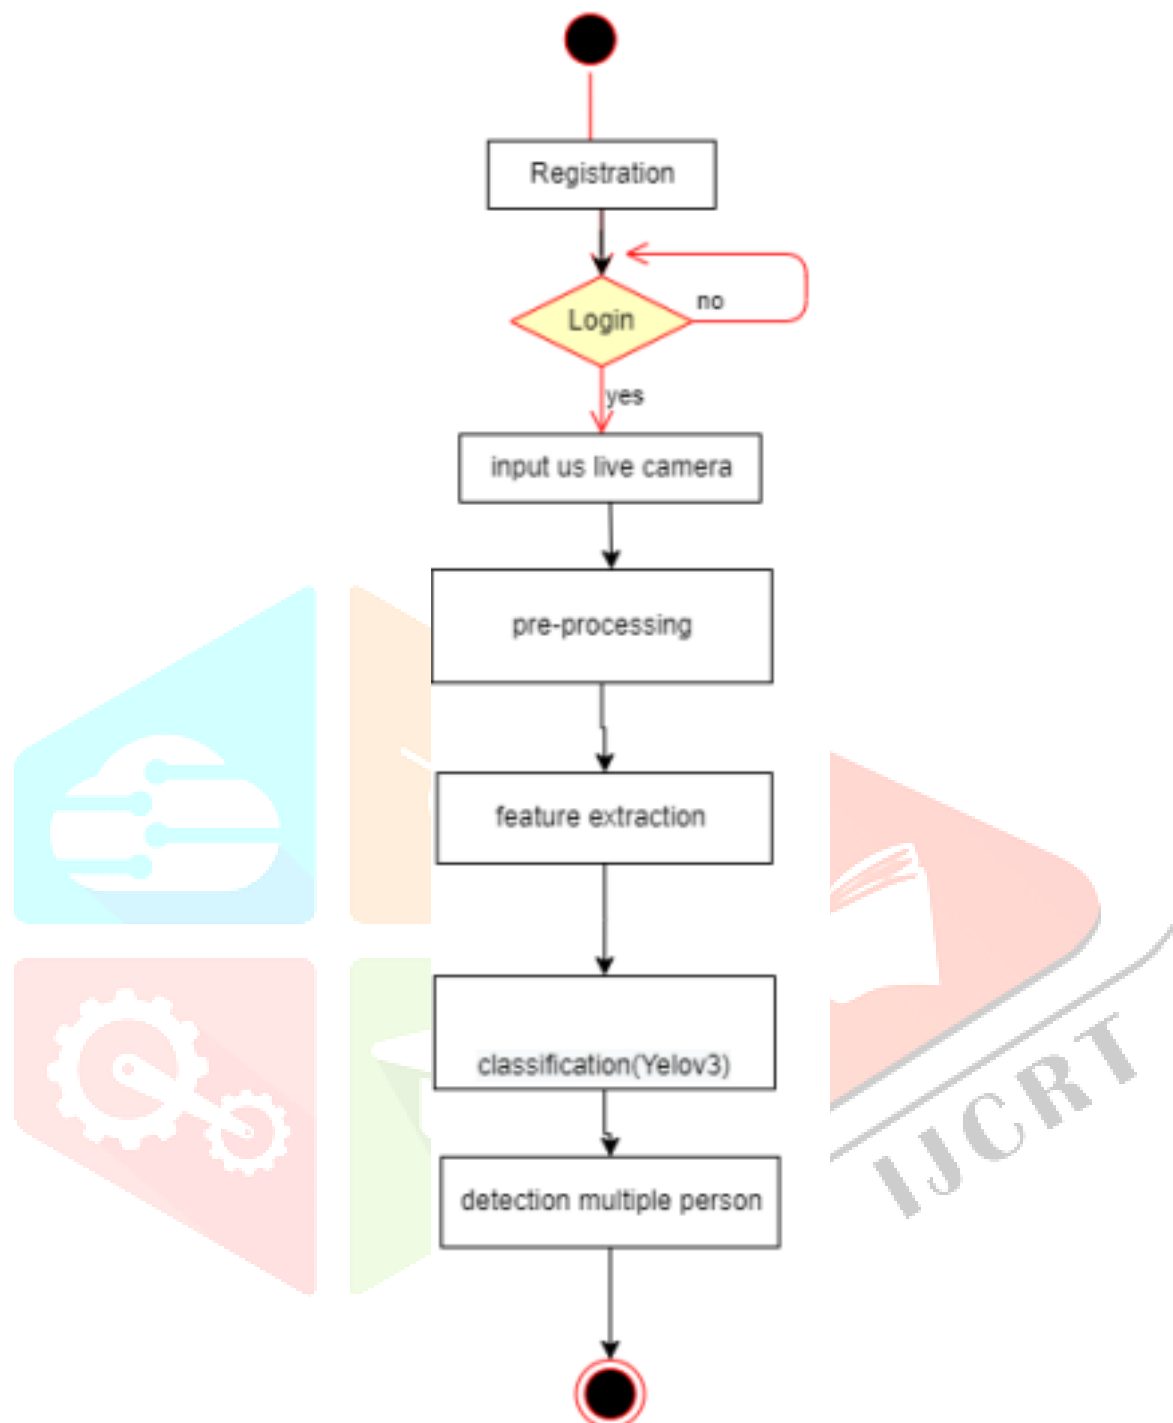 Registration
no
Login
yes
input us live camera
pre-processing
feature extraction
classification(Yelov3)
detection multiple person
IJCRT